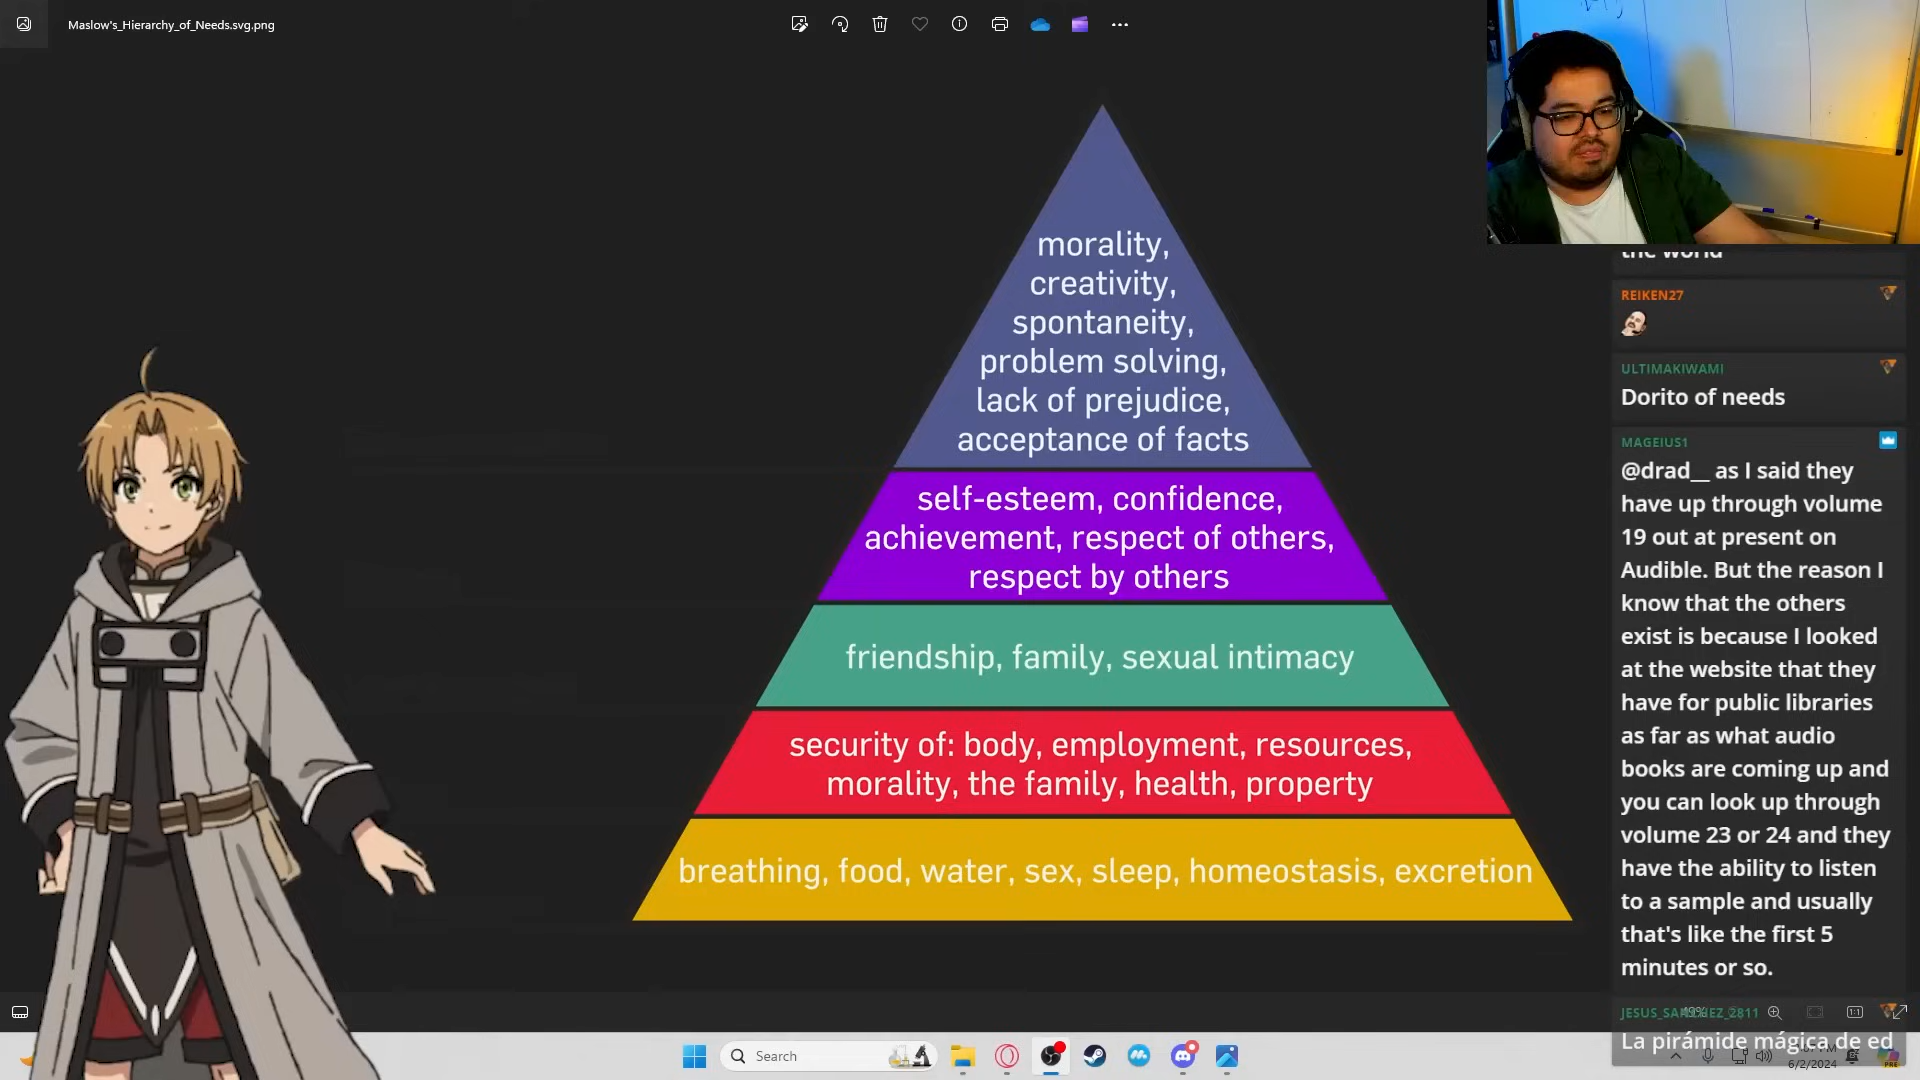 Maslow's_Hierarchy_of_Needs.svg.png
morality,
creativity,
spontaneity,
problem solving,
lack of prejudice,
acceptance of facts
self-esteem, confidence,
achievement, respect of others,
respect by others
friendship, family, sexual intimacy
security of: body, employment, resources,
morality, the family, health, property
breathing, food, water, sex, sleep, homeostasis, excretion
the world
REIKEN27
ULTIMAKIWAMI
Dorito of needs
MAGEIUS1
@drad__ as I said they
have up through volume
19 out at present on
Audible. But the reason I
know that the others
exist is because I looked
at the website that they
have for public libraries
as far as what audio
books are coming up and
you can look up through
volume 23 or 24 and they
have the ability to listen
to a sample and usually
that's like the first 5
minutes or so.
La pirámide mágica de ed
Search
6/2/2024